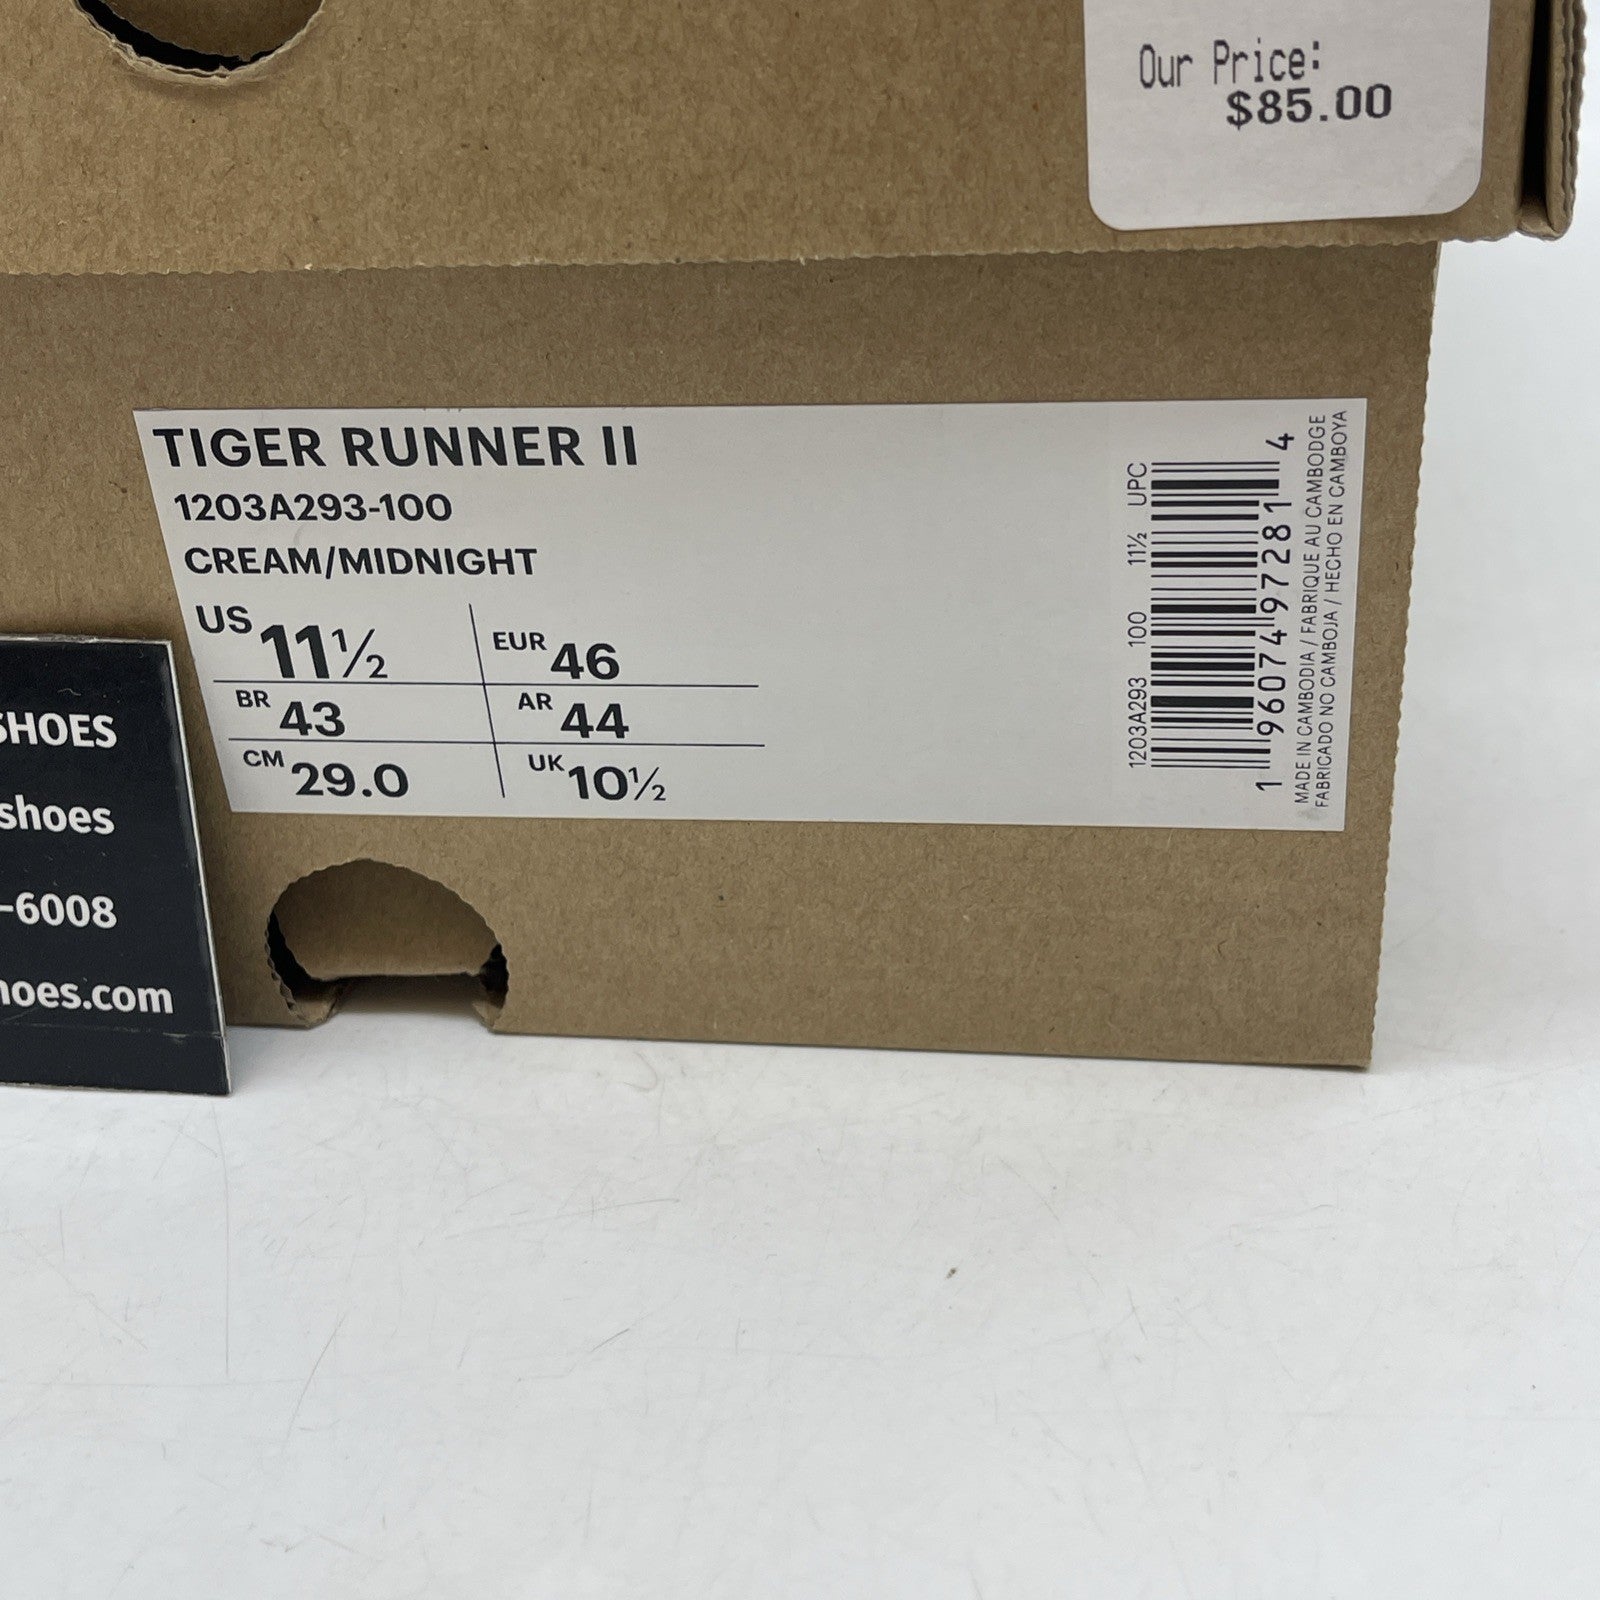 Our Price:
$85.00
TIGER RUNNER II
1203A293-100
CREAM/MIDNIGHT
US 11½
EUR 46
BR 43
AR 44
CM 29.0
UK 10½
1203A293 100 11½ UPC
1 96074 97281 4
MADE IN CAMBODIA / FABRIQUE AU CAMBODGE
FABRICADO NO CAMBOJA / HECHO EN CAMBOYA
SHOES
shoes
-6008
hoes.com